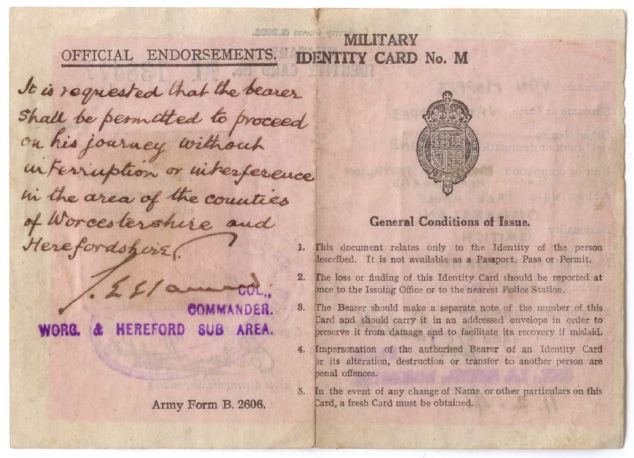 OFFICIAL ENDORSEMENTS.
It is requested that the bearer
shall be permitted to proceed
on his journey without
interruption or interference
in the area of the counties
of Worcestershire and
Herefordshire.
COL.,
COMMANDER.
WORC. & HEREFORD SUB AREA.
Army Form B. 2606.
MILITARY
IDENTITY CARD No. M
General Conditions of Issue.
1. This document relates only to the Identity of the person
described. It is not available as a Passport, Pass or Permit.
2. The loss or finding of this Identity Card should be reported at
once to the Issuing Office or to the nearest Police Station.
3. The Bearer should make a separate note of the number of this
Card and should carry it in an addressed envelope in order to
preserve it from damage and to facilitate its recovery if mislaid.
4. Impersonation of the authorised Bearer of an Identity Card
or its alteration, destruction or transfer to another person are
penal offences.
5. In the event of any change of Name or other particulars on this
Card, a fresh Card must be obtained.